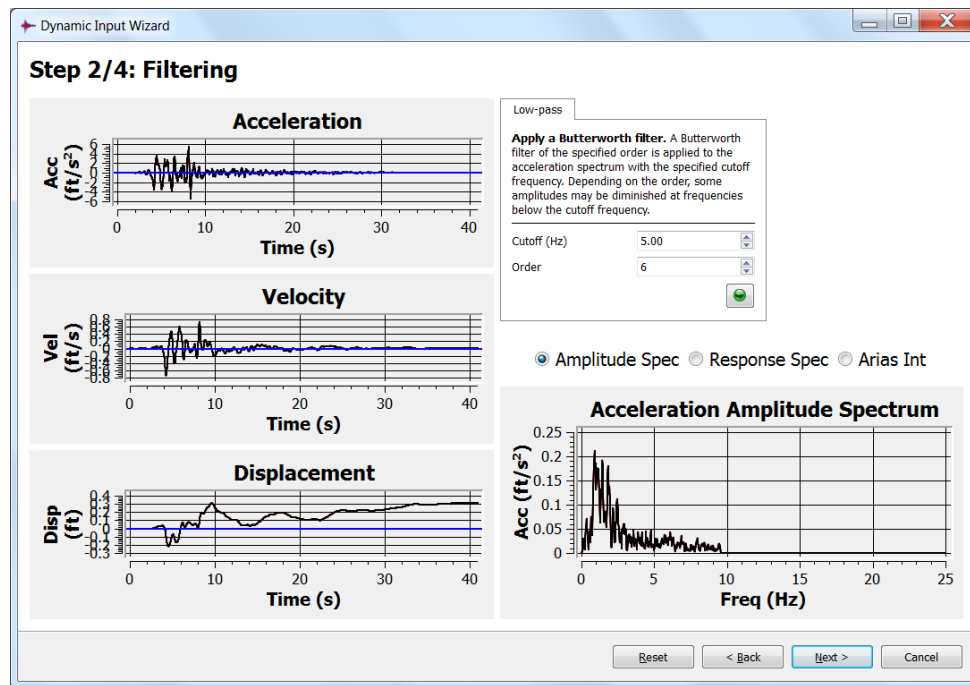 Dynamic Input Wizard
Step 2/4: Filtering
Acceleration
Acc
(ft/s²)
6
4
2
0
-2
-4
-6
0 10 20 30 40
Time (s)
Velocity
Vel
(ft/s)
0.8
0.6
0.4
0.2
0
-0.2
-0.4
-0.6
-0.8
0 10 20 30 40
Time (s)
Displacement
Disp
(ft)
0.4
0.3
0.2
0.1
0
-0.1
-0.2
-0.3
0 10 20 30 40
Time (s)
Low-pass
Apply a Butterworth filter. A Butterworth
filter of the specified order is applied to the
acceleration spectrum with the specified cutoff
frequency. Depending on the order, some
amplitudes may be diminished at frequencies
below the cutoff frequency.
Cutoff (Hz) 5.00
Order 6
Amplitude Spec Response Spec Arias Int
Acceleration Amplitude Spectrum
Acc (ft/s²)
0.25
0.2
0.15
0.1
0.05
0
0 5 10 15 20 25
Freq (Hz)
Reset < Back Next > Cancel